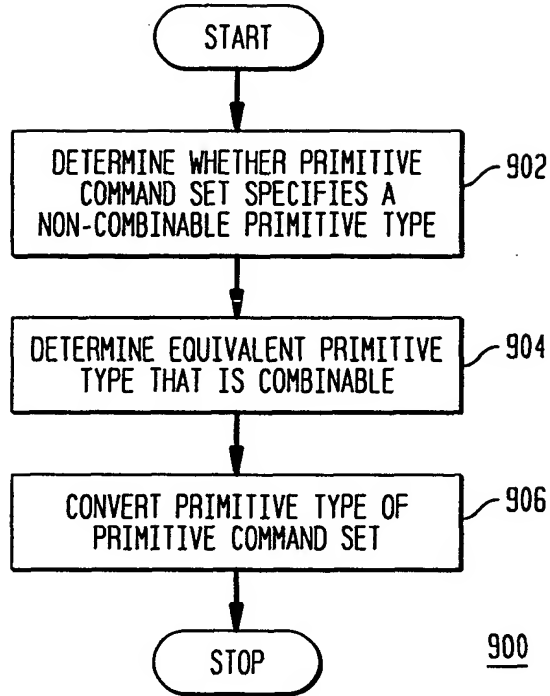 START
DETERMINE WHETHER PRIMITIVE
COMMAND SET SPECIFIES A
NON-COMBINABLE PRIMITIVE TYPE
902
DETERMINE EQUIVALENT PRIMITIVE
TYPE THAT IS COMBINABLE
904
CONVERT PRIMITIVE TYPE OF
PRIMITIVE COMMAND SET
906
STOP
900